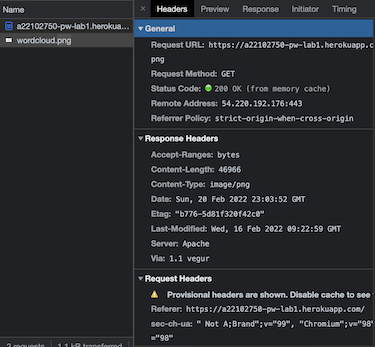 Name
× Headers Preview Response Initiator Timing
a22102750-pw-lab1.herokua...
wordcloud.png
General
Request URL: https://a22102750-pw-lab1.herokuapp.c
png
Request Method: GET
Status Code: 200 OK (from memory cache)
Remote Address: 54.220.192.176:443
Referrer Policy: strict-origin-when-cross-origin
Response Headers
Accept-Ranges: bytes
Content-Length: 46966
Content-Type: image/png
Date: Sun, 20 Feb 2022 23:03:52 GMT
Etag: "b776-5d81f320f42c0"
Last-Modified: Wed, 16 Feb 2022 09:22:59 GMT
Server: Apache
Via: 1.1 vegur
Request Headers
Provisional headers are shown. Disable cache to see
Referer: https://a22102750-pw-lab1.herokuapp.com/
sec-ch-ua: " Not A;Brand";v="99", "Chromium";v="98"
="98"
2 requests 1.1 kB transferred